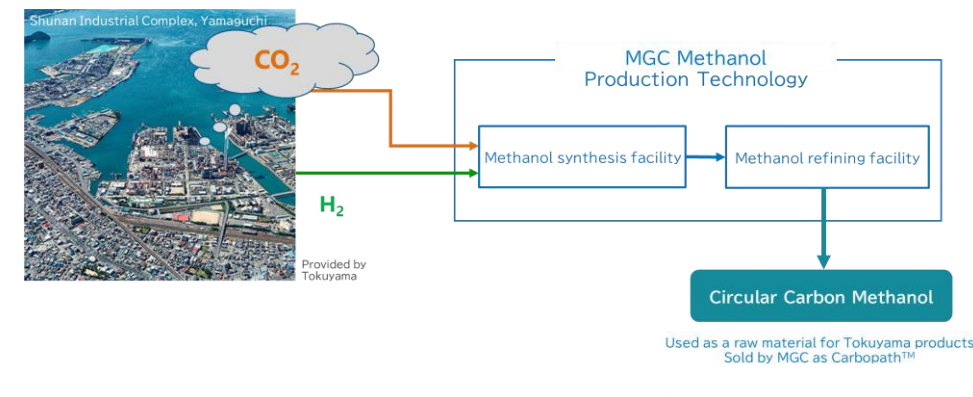 Shunan Industrial Complex, Yamaguchi
CO₂
MGC Methanol
Production Technology
Methanol synthesis facility
Methanol refining facility
H₂
Provided by
Tokuyama
Circular Carbon Methanol
Used as a raw material for Tokuyama products
Sold by MGC as Carbopath™